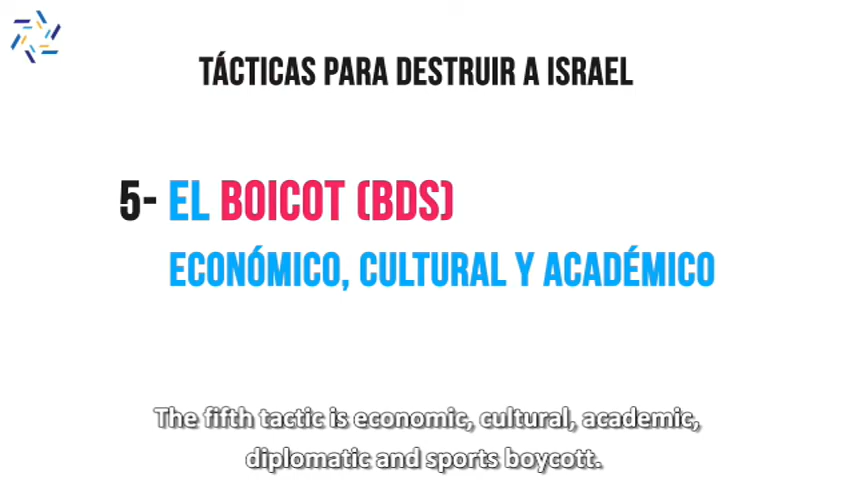 TÁCTICAS PARA DESTRUIR A ISRAEL
5- EL BOICOT (BDS)
ECONÓMICO, CULTURAL Y ACADÉMICO
The fifth tactic is economic, cultural, academic,
diplomatic and sports boycott.